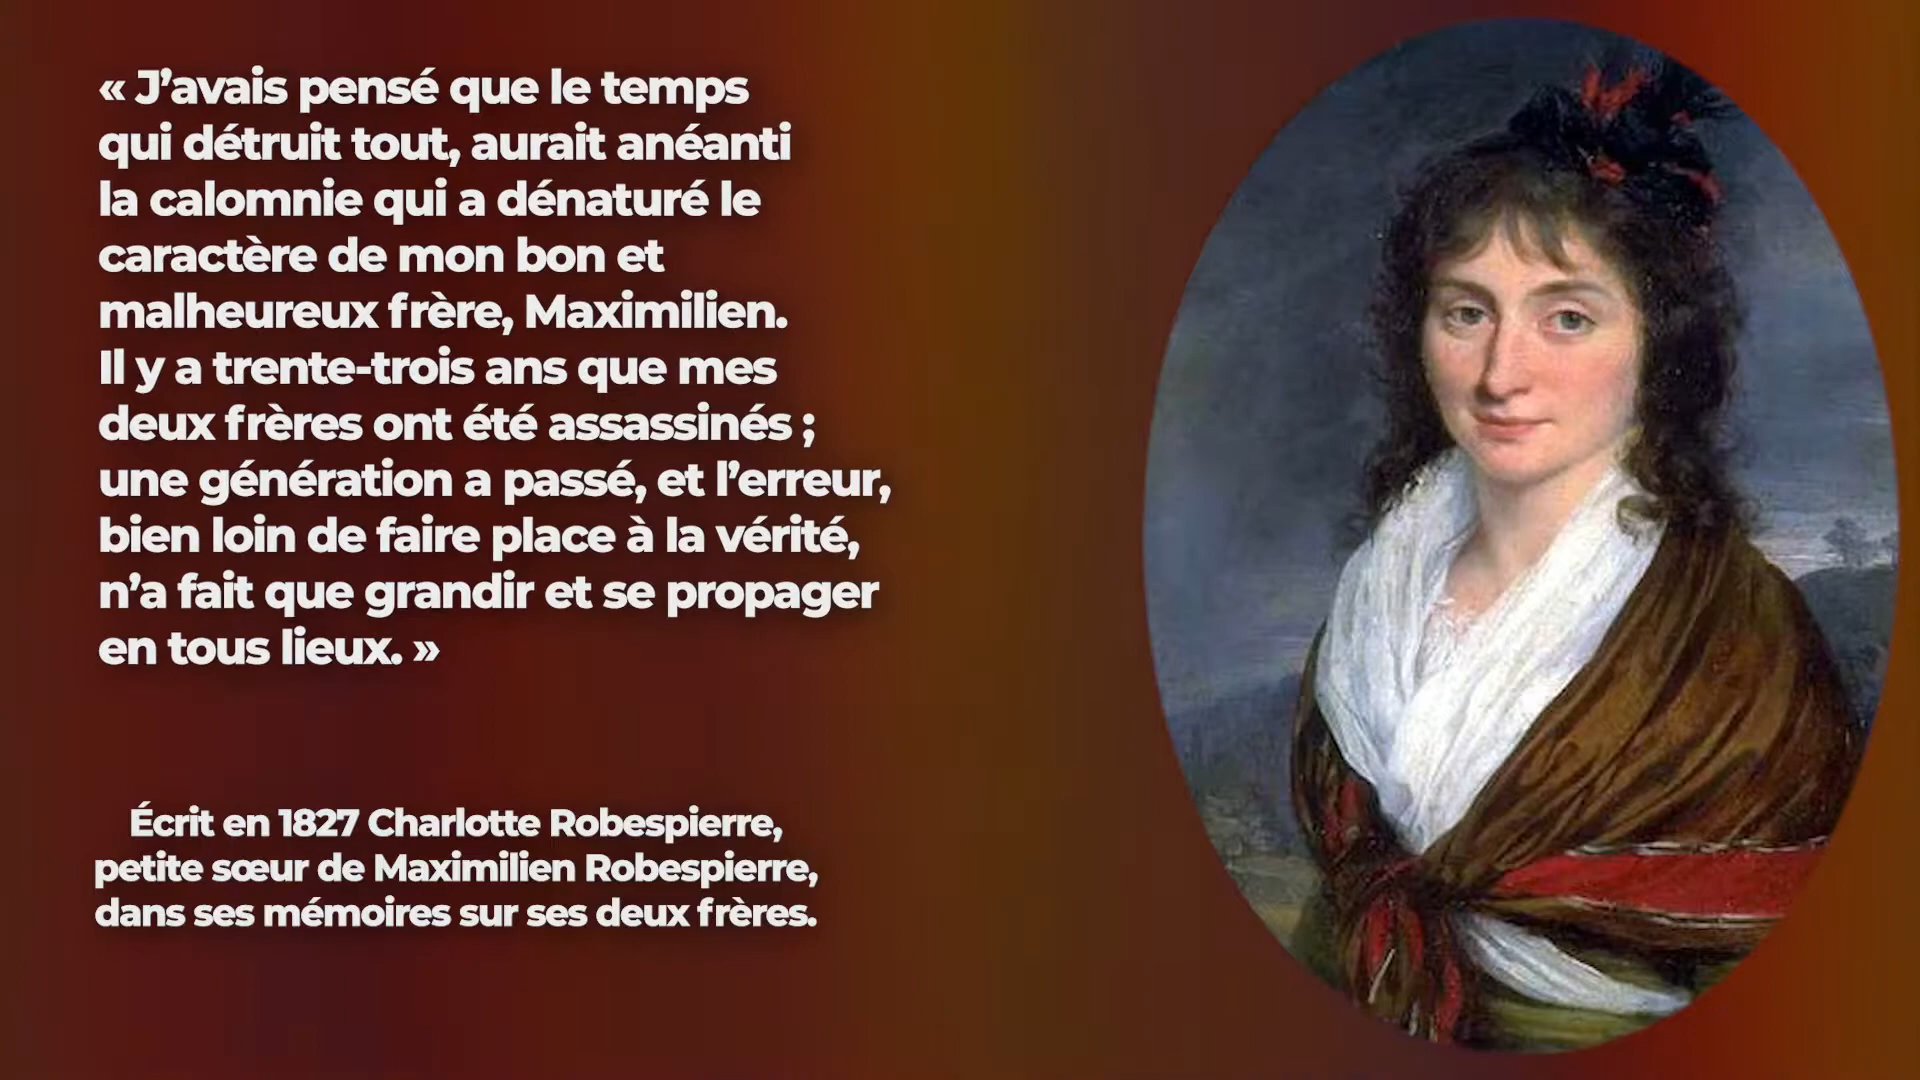 « J’avais pensé que le temps
qui détruit tout, aurait anéanti
la calomnie qui a dénaturé le
caractère de mon bon et
malheureux frère, Maximilien.
Il y a trente-trois ans que mes
deux frères ont été assassinés ;
une génération a passé, et l’erreur,
bien loin de faire place à la vérité,
n’a fait que grandir et se propager
en tous lieux. »
Écrit en 1827 Charlotte Robespierre,
petite sœur de Maximilien Robespierre,
dans ses mémoires sur ses deux frères.